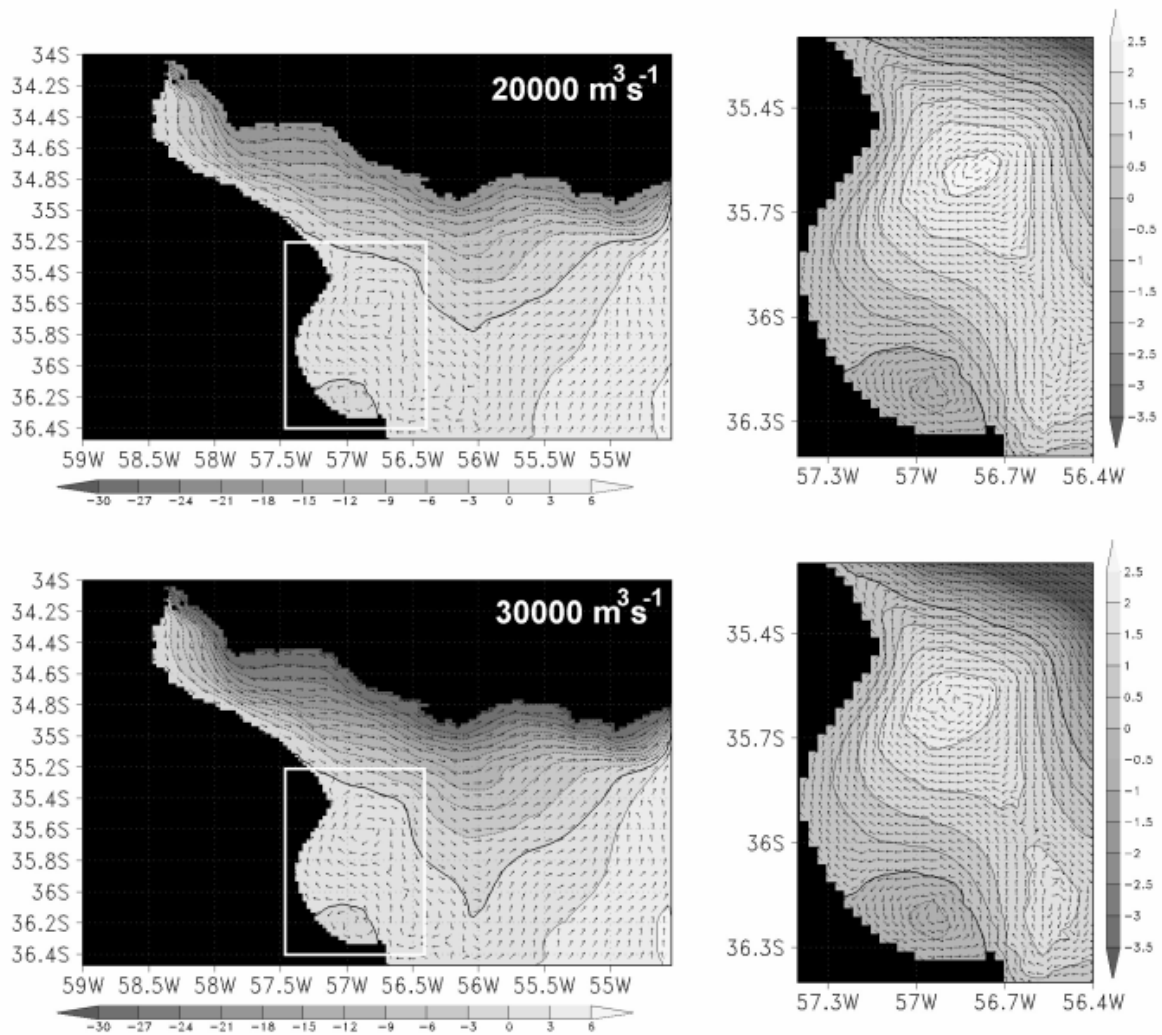 20000 m³s⁻¹
34S
34.2S
34.4S
34.6S
34.8S
35S
35.2S
35.4S
35.6S
35.8S
36S
36.2S
36.4S
59W 58.5W 58W 57.5W 57W 56.5W 56W 55.5W 55W
-30 -27 -24 -21 -18 -15 -12 -9 -6 -3 0 3 6
35.4S
35.7S
36S
36.3S
57.3W 57W 56.7W 56.4W
2.5
2
1.5
1
0.5
0
-0.5
-1
-1.5
-2
-2.5
-3
-3.5
30000 m³s⁻¹
34S
34.2S
34.4S
34.6S
34.8S
35S
35.2S
35.4S
35.6S
35.8S
36S
36.2S
36.4S
59W 58.5W 58W 57.5W 57W 56.5W 56W 55.5W 55W
-30 -27 -24 -21 -18 -15 -12 -9 -6 -3 0 3 6
35.4S
35.7S
36S
36.3S
57.3W 57W 56.7W 56.4W
2.5
2
1.5
1
0.5
0
-0.5
-1
-1.5
-2
-2.5
-3
-3.5